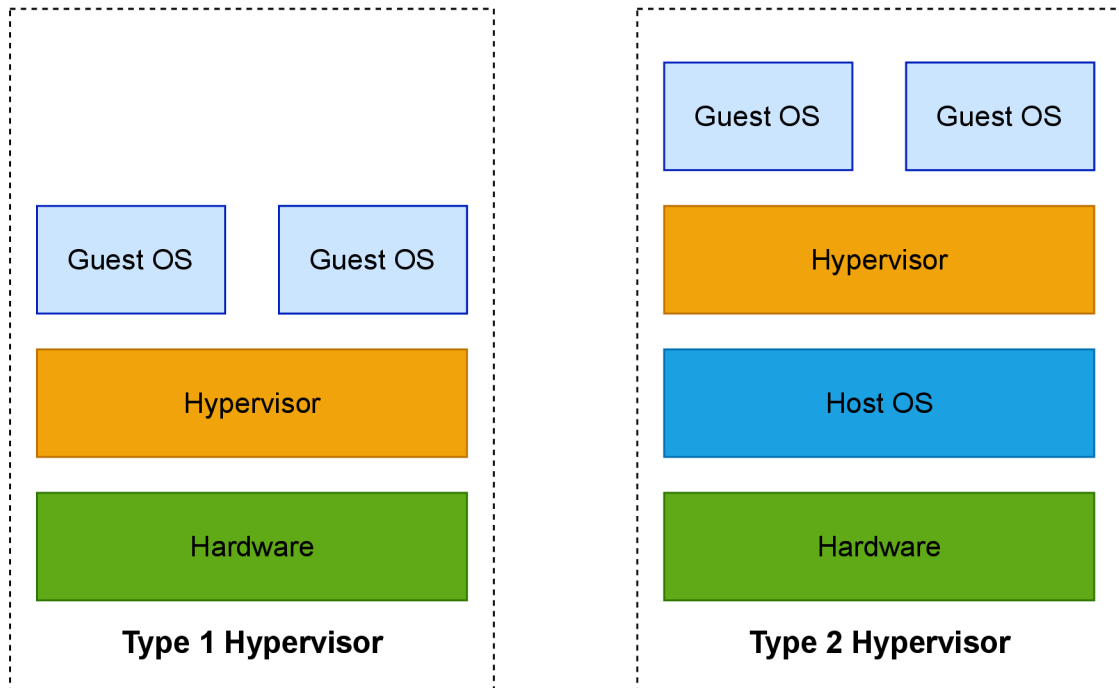 Guest OS
Guest OS
Hypervisor
Hardware
Type 1 Hypervisor
Guest OS
Guest OS
Hypervisor
Host OS
Hardware
Type 2 Hypervisor